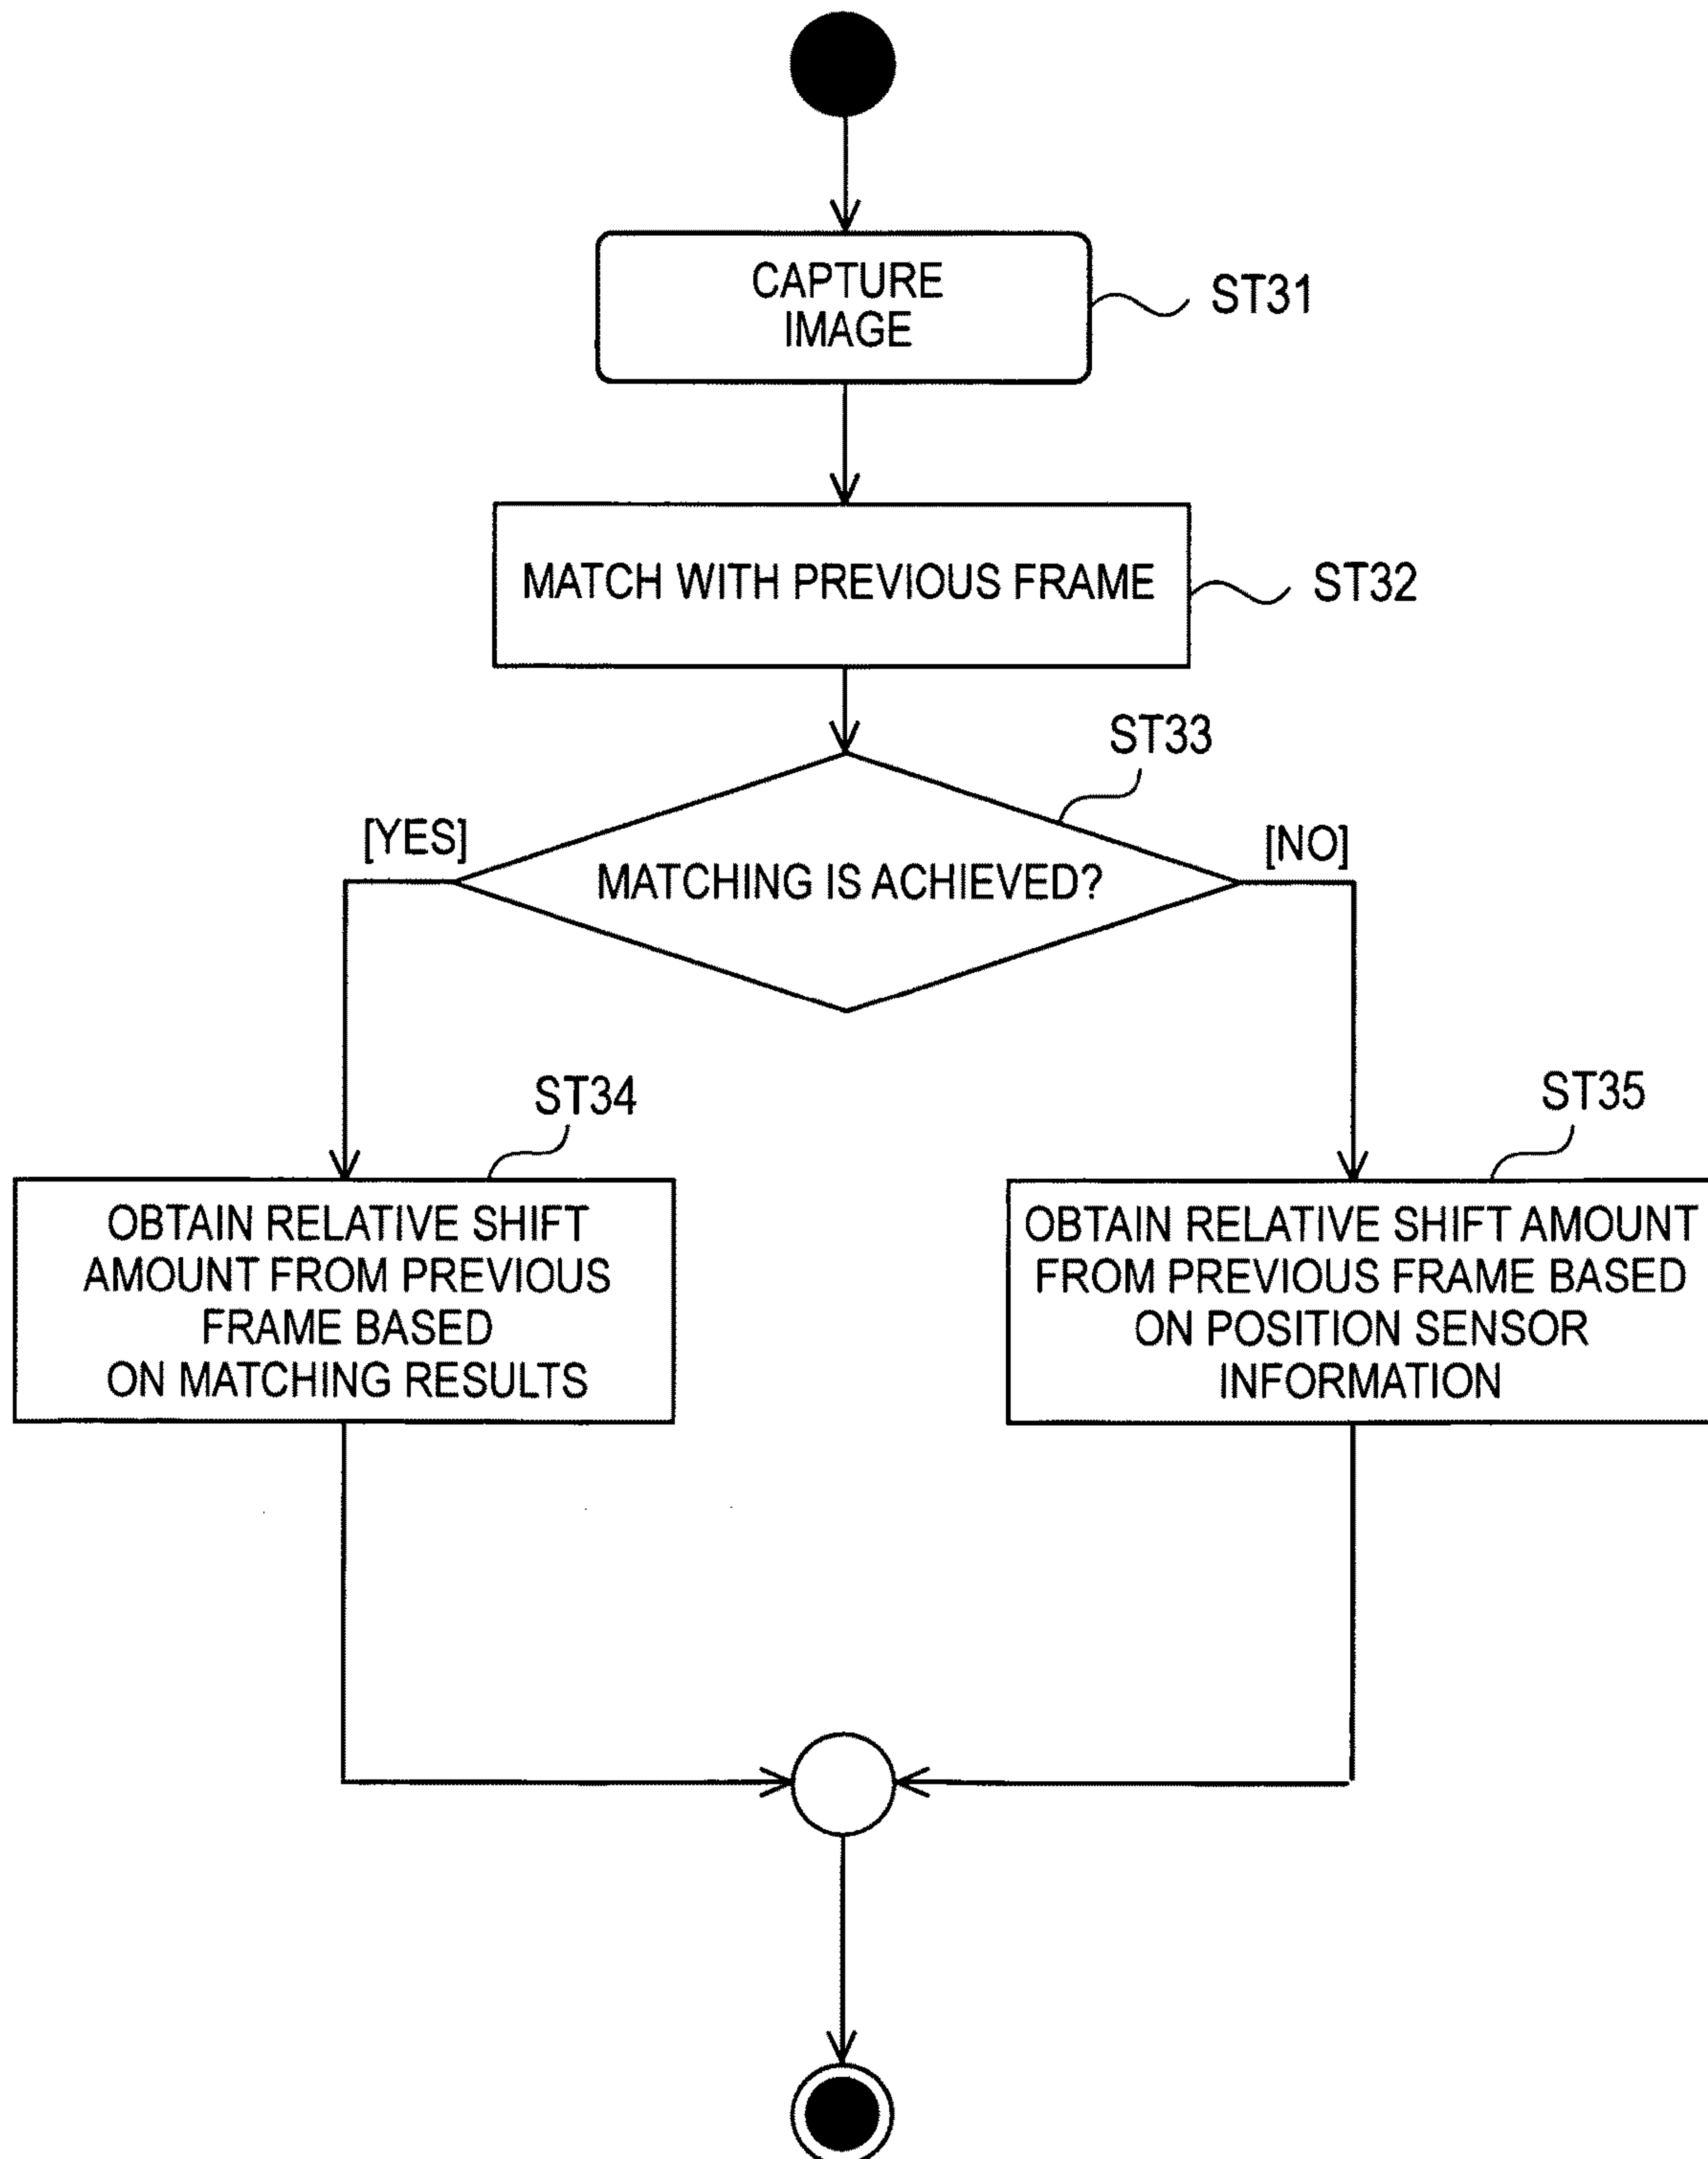 CAPTURE
IMAGE
ST31
MATCH WITH PREVIOUS FRAME
ST32
ST33
[YES]
[NO]
MATCHING IS ACHIEVED?
ST34
ST35
OBTAIN RELATIVE SHIFT
AMOUNT FROM PREVIOUS
FRAME BASED
ON MATCHING RESULTS
OBTAIN RELATIVE SHIFT AMOUNT
FROM PREVIOUS FRAME BASED
ON POSITION SENSOR
INFORMATION